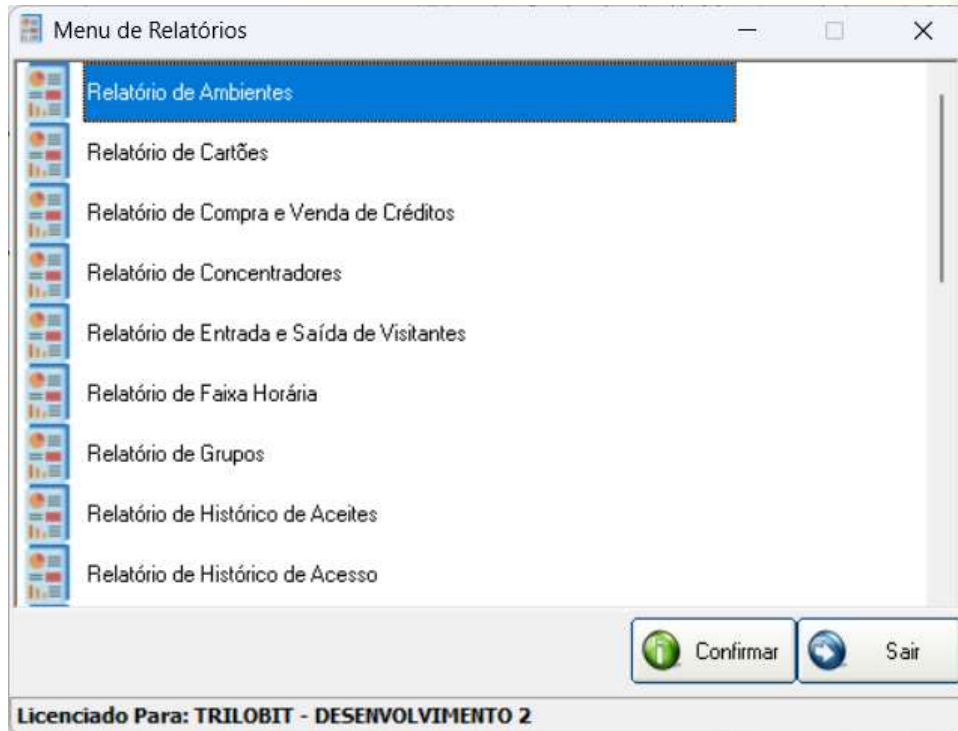 Menu de Relatórios
Relatório de Ambientes
Relatório de Cartões
Relatório de Compra e Venda de Créditos
Relatório de Concentradores
Relatório de Entrada e Saída de Visitantes
Relatório de Faixa Horária
Relatório de Grupos
Relatório de Histórico de Aceites
Relatório de Histórico de Acesso
Confirmar Sair
Licenciado Para: TRILOBIT - DESENVOLVIMENTO 2